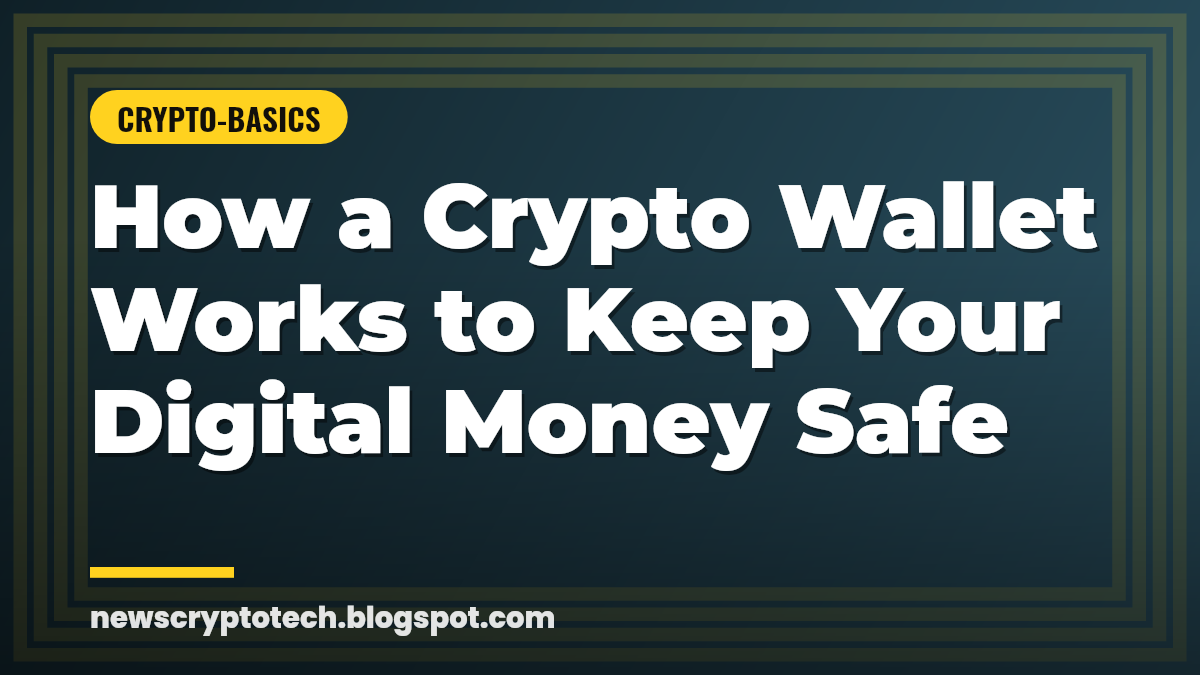 CRYPTO-BASICS
How a Crypto Wallet
Works to Keep Your
Digital Money Safe
newscryptotech.blogspot.com